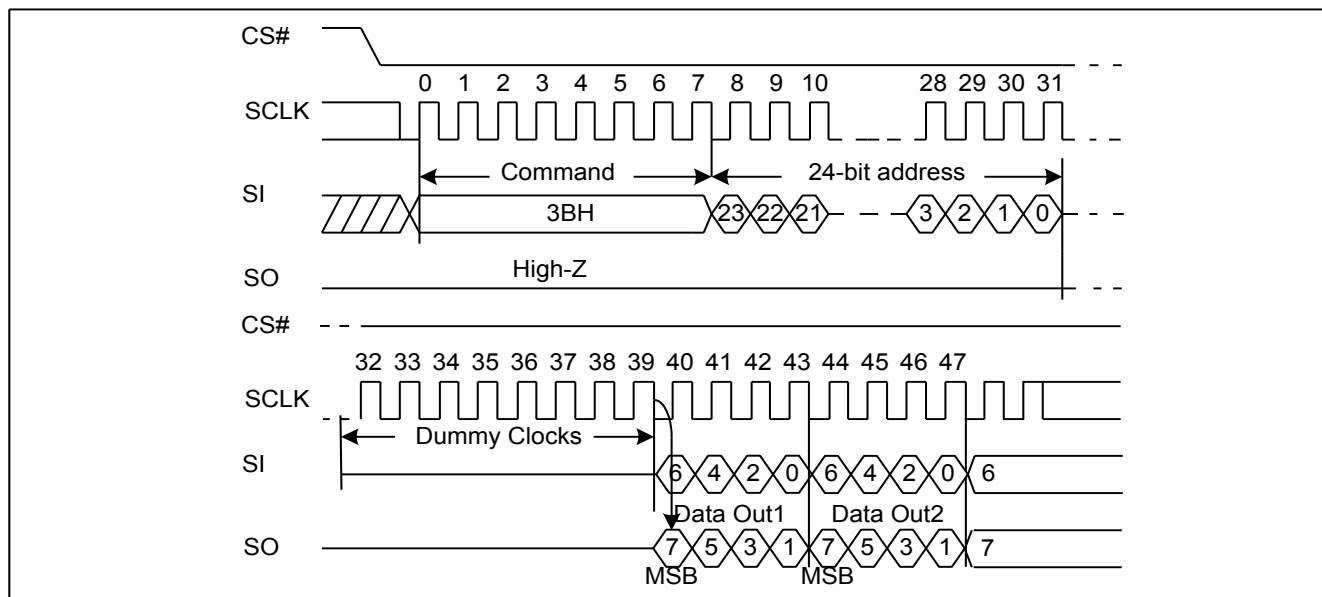 CS#
0 1 2 3 4 5 6 7 8 9 10 28 29 30 31
SCLK
Command 24-bit address
SI
3BH 23 22 21 3 2 1 0
High-Z
SO
CS#
32 33 34 35 36 37 38 39 40 41 42 43 44 45 46 47
SCLK
Dummy Clocks
SI
6 4 2 0 6 4 2 0 6
Data Out1 Data Out2
SO
7 5 3 1 7 5 3 1 7
MSB MSB